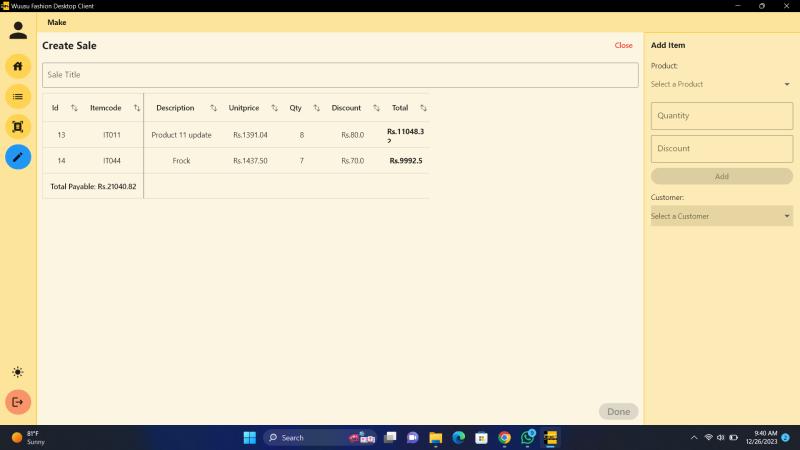 Wuusu Fashion Desktop Client
Make
Create Sale
Close
Sale Title
Id Itemcode Description Unitprice Qty Discount Total
13 IT011 Product 11 update Rs.1391.04 8 Rs.80.0 Rs.11048.3
2
14 IT044 Frock Rs.1437.50 7 Rs.70.0 Rs.9992.5
Total Payable: Rs.21040.82
Done
Add Item
Product:
Select a Product
Quantity
Discount
Add
Customer:
Select a Customer
81°F
Sunny
Search
9:40 AM
12/26/2023
2